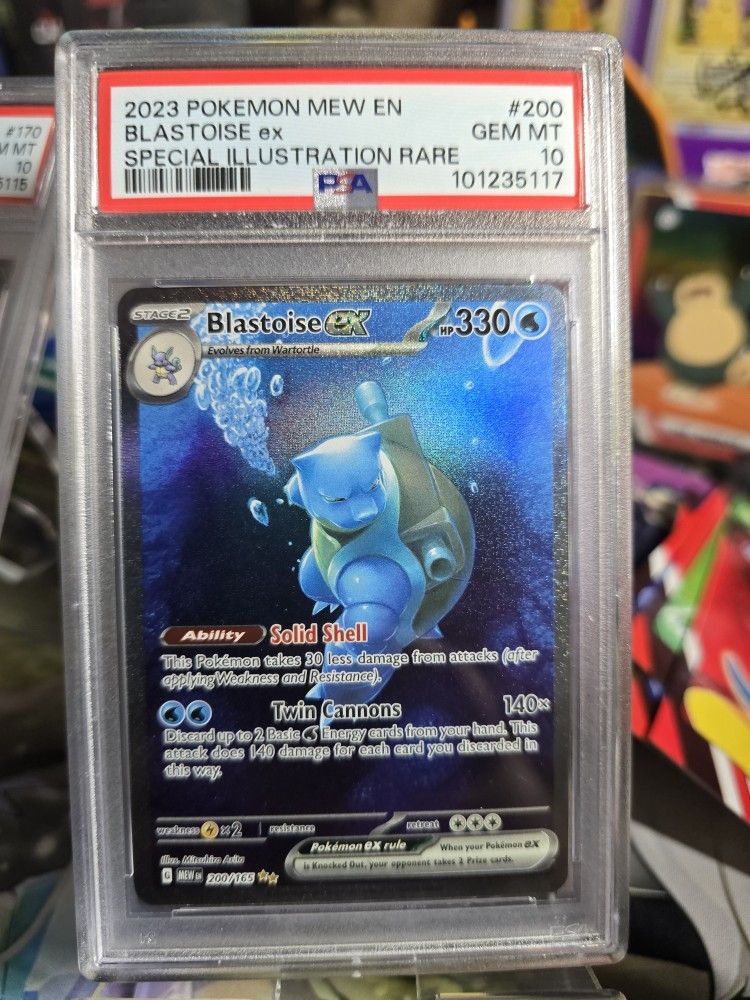 #170
MT
10
5115
2023 POKEMON MEW EN #200
BLASTOISE ex GEM MT
SPECIAL ILLUSTRATION RARE 10
PSA 101235117
STAGE 2 Blastoise ex HP 330
Evolves from Wartortle
Ability Solid Shell
This Pokémon takes 30 less damage from attacks (after
applying Weakness and Resistance).
Twin Cannons 140×
Discard up to 2 Basic Energy cards from your hand. This
attack does 140 damage for each card you discarded in
this way.
weakness ×2 resistance retreat
Pokémon ex rule When your Pokémon ex
is Knocked Out, your opponent takes 2 Prize cards.
Illus. Mitsuhiro Arita
G MEW EN 200/165